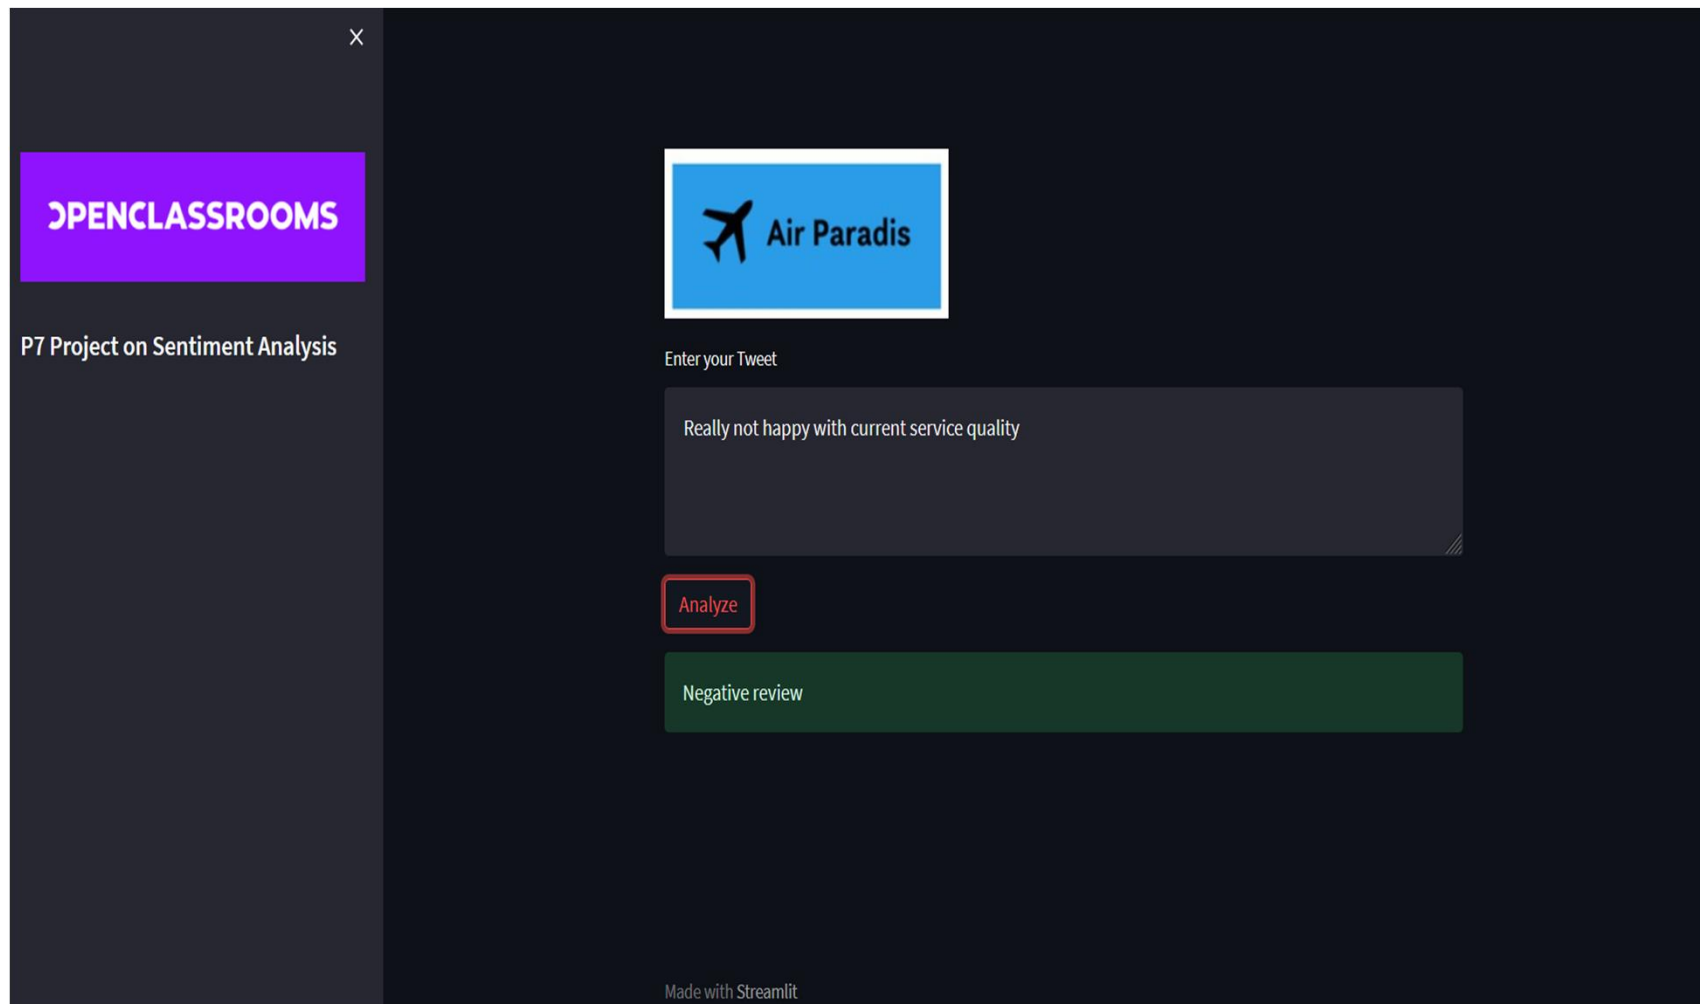 X
OPENCLASSROOMS
P7 Project on Sentiment Analysis
Air Paradis
Enter your Tweet
Really not happy with current service quality
Analyze
Negative review
Made with Streamlit